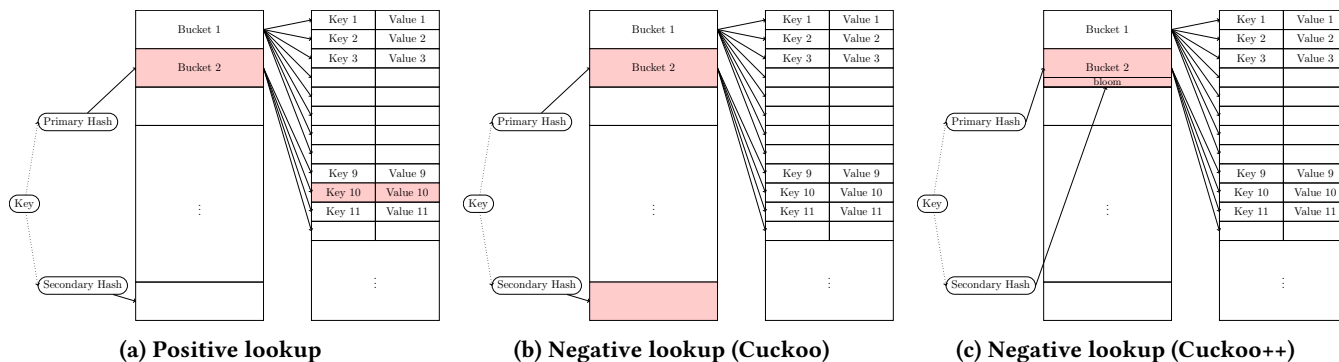 Bucket 1
Bucket 2
Primary Hash
Key
Secondary Hash
⋮
Key 1 Value 1
Key 2 Value 2
Key 3 Value 3
Key 9 Value 9
Key 10 Value 10
Key 11 Value 11
⋮
(a) Positive lookup
Bucket 1
Bucket 2
Primary Hash
Key
Secondary Hash
⋮
Key 1 Value 1
Key 2 Value 2
Key 3 Value 3
Key 9 Value 9
Key 10 Value 10
Key 11 Value 11
⋮
(b) Negative lookup (Cuckoo)
Bucket 1
Bucket 2
bloom
Primary Hash
Key
Secondary Hash
⋮
Key 1 Value 1
Key 2 Value 2
Key 3 Value 3
Key 9 Value 9
Key 10 Value 10
Key 11 Value 11
⋮
(c) Negative lookup (Cuckoo++)